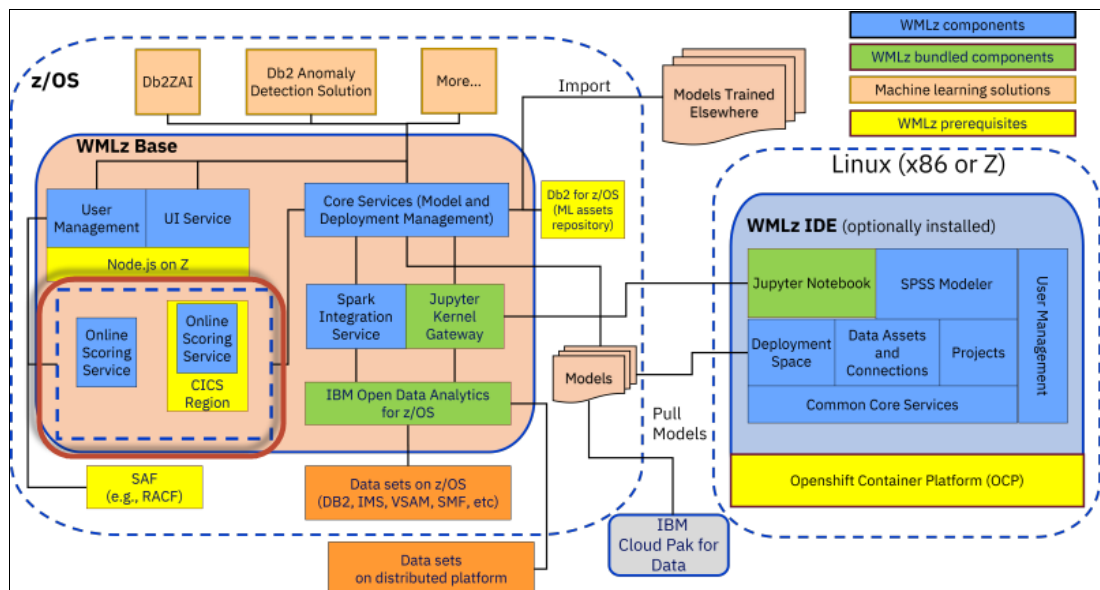 z/OS
Db2ZAI
Db2 Anomaly
Detection Solution
More...
Import
Models Trained
Elsewhere
WMLz components
WMLz bundled components
Machine learning solutions
WMLz prerequisites
WMLz Base
User
Management
UI Service
Node.js on Z
Core Services (Model and
Deployment Management)
Db2 for z/OS
(ML assets
repository)
Online
Scoring
Service
Online
Scoring
Service
CICS
Region
Spark
Integration
Service
Jupyter
Kernel
Gateway
IBM Open Data Analytics
for z/OS
SAF
(e.g., RACF)
Data sets on z/OS
(DB2, IMS, VSAM, SMF, etc)
Data sets
on distributed platform
Models
Pull
Models
IBM
Cloud Pak for
Data
Linux (x86 or Z)
WMLz IDE (optionally installed)
Jupyter Notebook
SPSS Modeler
User Management
Deployment
Space
Data Assets
and
Connections
Projects
Common Core Services
Openshift Container Platform (OCP)